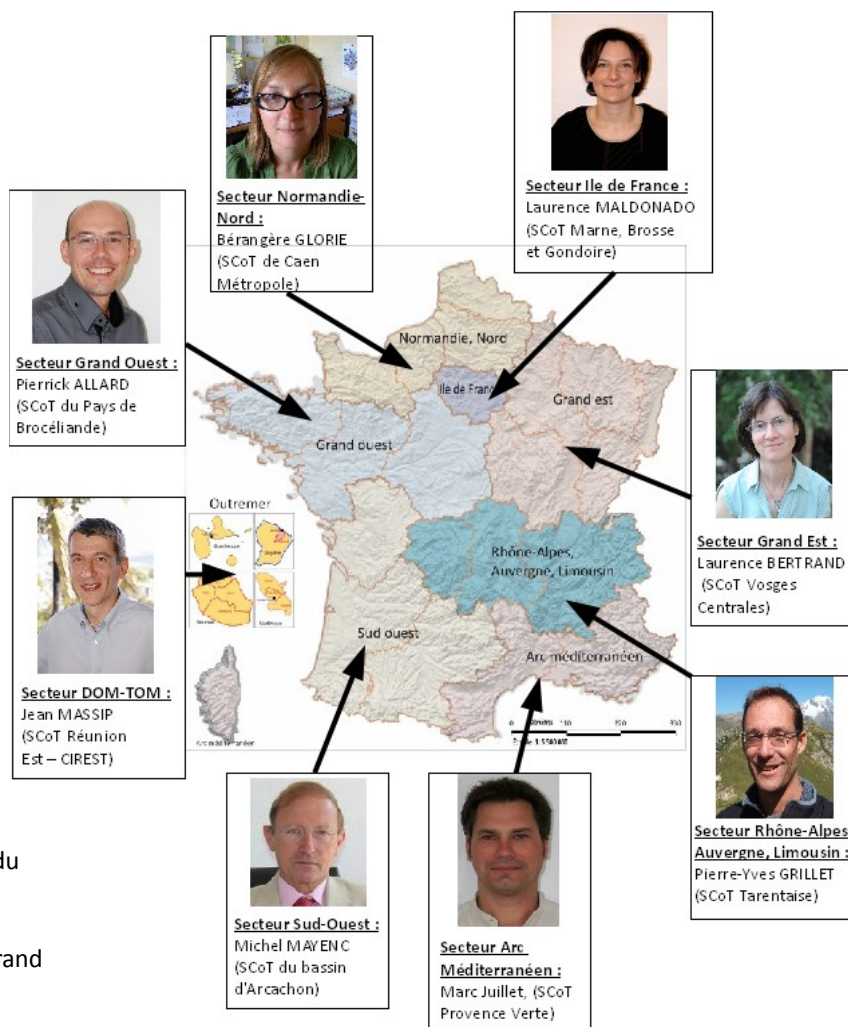 Secteur Normandie-
Nord :
Bérangère GLORIE
(SCoT de Caen
Métropole)
Secteur Ile de France :
Laurence MALDONADO
(SCoT Marne, Brosse
et Gondoire)
Secteur Grand Ouest :
Pierrick ALLARD
(SCoT du Pays de
Brocéliande)
Normandie, Nord
Ile de France
Grand est
Grand ouest
Outremer
Rhône-Alpes,
Auvergne, Limousin
Sud ouest
Arc méditerranéen
Arc méditerranéen
Secteur Grand Est :
Laurence BERTRAND
(SCoT Vosges
Centrales)
Secteur DOM-TOM :
Jean MASSIP
(SCoT Réunion
Est – CIREST)
Secteur Rhône-Alpes
Auvergne, Limousin :
Pierre-Yves GRILLET
(SCoT Tarentaise)
Secteur Sud-Ouest :
Michel MAYENC
(SCoT du bassin
d'Arcachon)
Secteur Arc
Méditerranéen :
Marc Juillet, (SCoT
Provence Verte)
du
rand